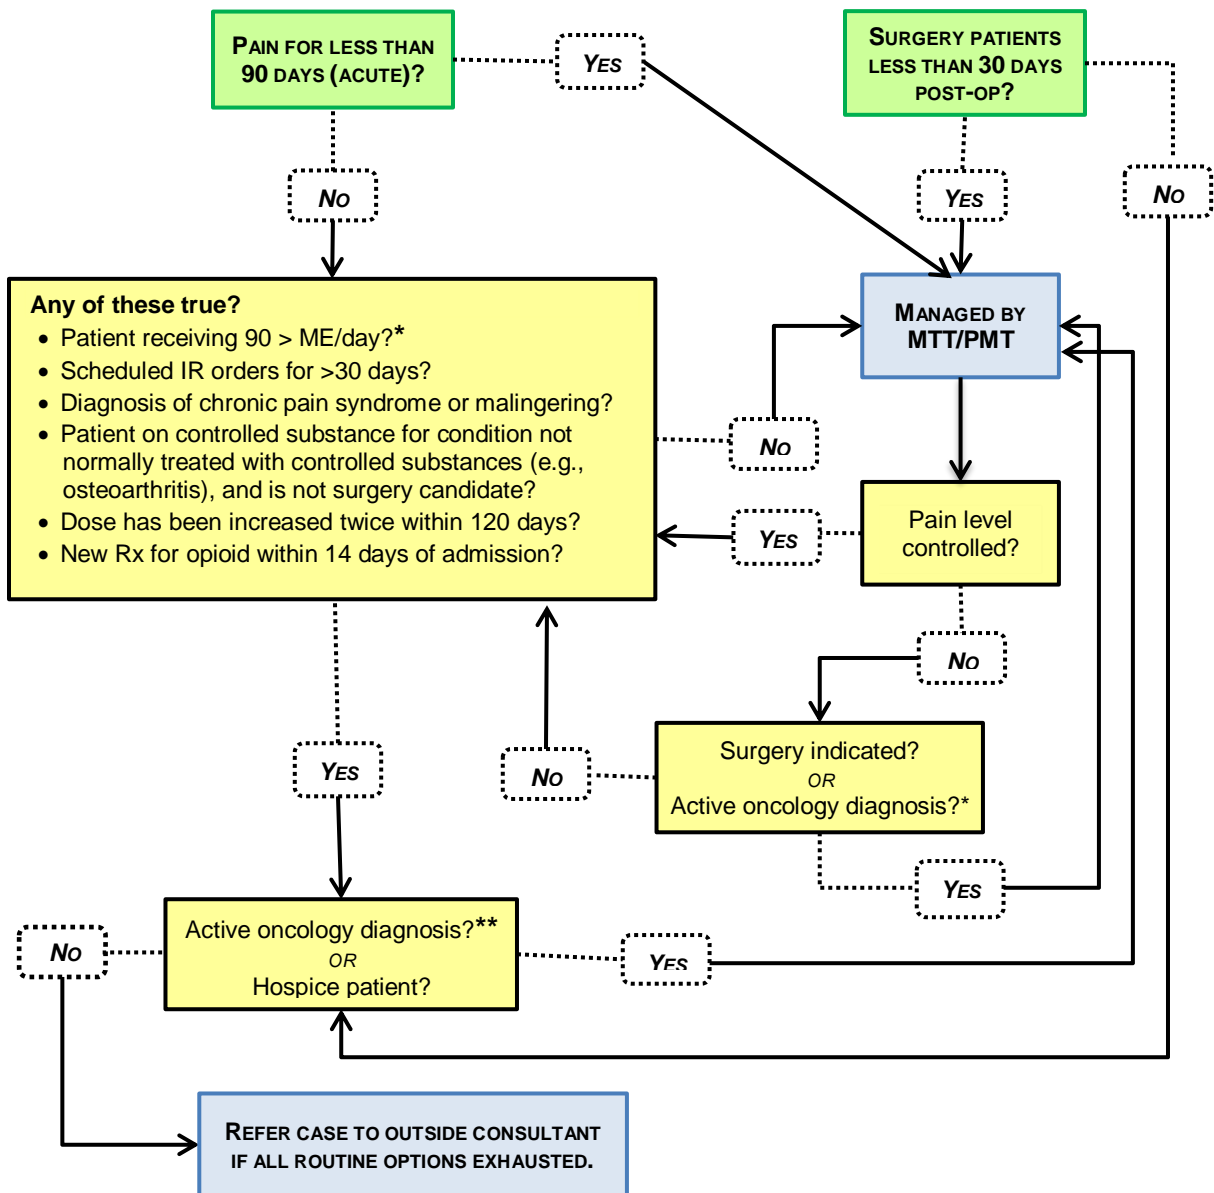 PAIN FOR LESS THAN
90 DAYS (ACUTE)?
YES
SURGERY PATIENTS
LESS THAN 30 DAYS
POST-OP?
NO
YES
NO
Any of these true?
• Patient receiving 90 > ME/day?*
• Scheduled IR orders for >30 days?
• Diagnosis of chronic pain syndrome or malingering?
• Patient on controlled substance for condition not
normally treated with controlled substances (e.g.,
osteoarthritis), and is not surgery candidate?
• Dose has been increased twice within 120 days?
• New Rx for opioid within 14 days of admission?
MANAGED BY
MTT/PMT
NO
YES
Pain level
controlled?
NO
YES
NO
Surgery indicated?
OR
Active oncology diagnosis?*
YES
NO
Active oncology diagnosis?**
OR
Hospice patient?
YES
REFER CASE TO OUTSIDE CONSULTANT
IF ALL ROUTINE OPTIONS EXHAUSTED.